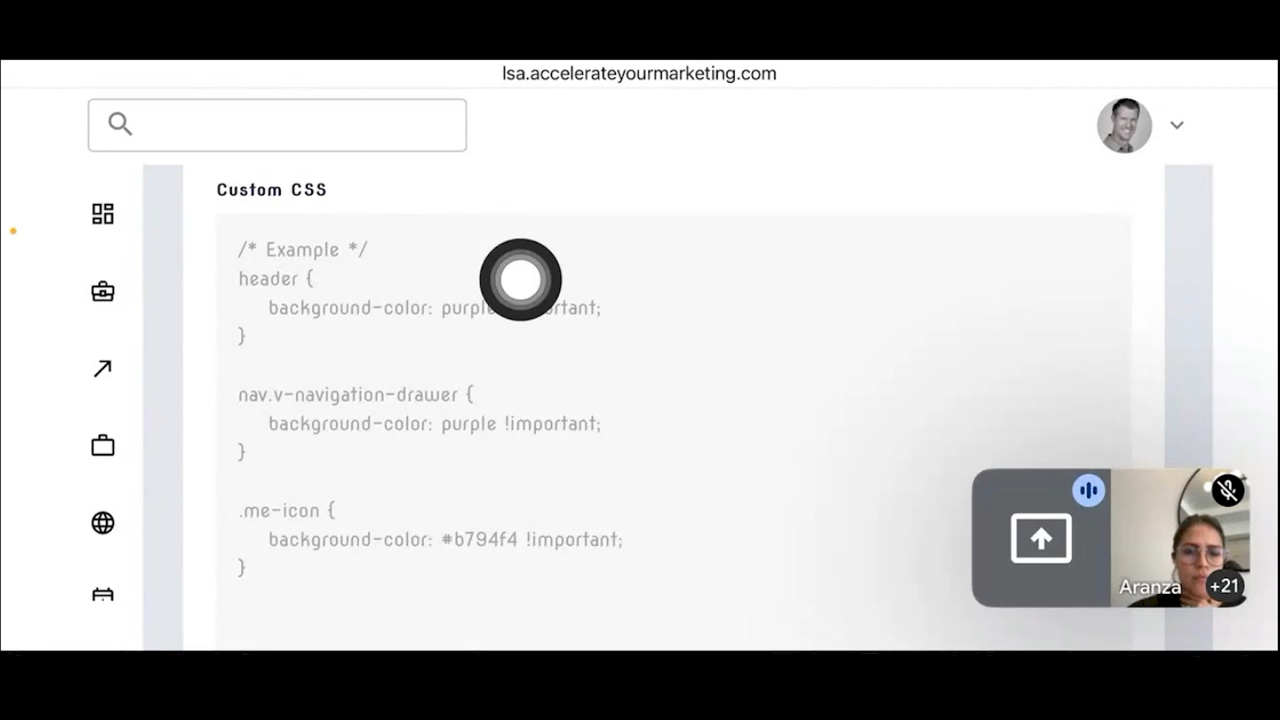 lsa.accelerateyourmarketing.com
Custom CSS
/* Example */
header {
background-color: purple !important;
}
nav.v-navigation-drawer {
background-color: purple !important;
}
.me-icon {
background-color: #b794f4 !important;
}
Aranza
+21